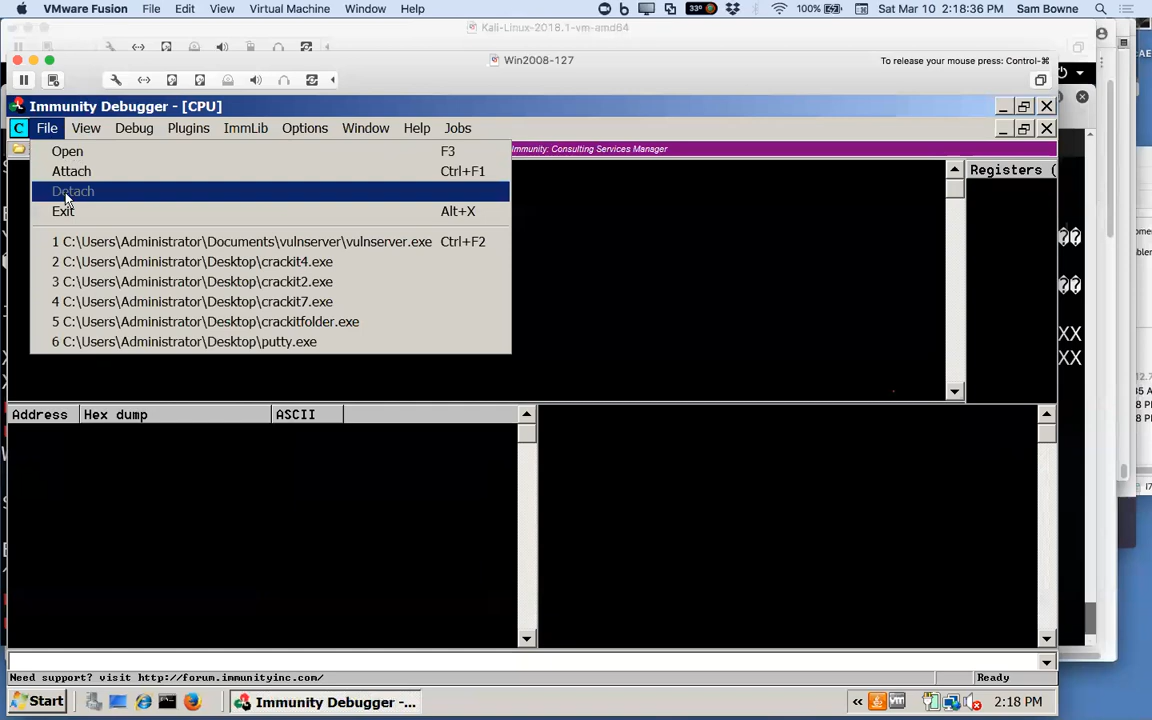 VMware Fusion File Edit View Virtual Machine Window Help 33° 100% Sat Mar 10 2:18:36 PM Sam Bowne
Kali-Linux-2018.1-vm-amd64
Win2008-127 To release your mouse press: Control-⌘
Immunity Debugger - [CPU]
C File View Debug Plugins ImmLib Options Window Help Jobs
Immunity: Consulting Services Manager
Open F3
Attach Ctrl+F1
Detach
Exit Alt+X
1 C:\Users\Administrator\Documents\vulnserver\vulnserver.exe Ctrl+F2
2 C:\Users\Administrator\Desktop\crackit4.exe
3 C:\Users\Administrator\Desktop\crackit2.exe
4 C:\Users\Administrator\Desktop\crackit7.exe
5 C:\Users\Administrator\Desktop\crackitfolder.exe
6 C:\Users\Administrator\Desktop\putty.exe
Registers (
��
��
XX
XX
Address Hex dump ASCII
Need support? visit http://forum.immunityinc.com/ Ready
Start Immunity Debugger -... « 2:18 PM